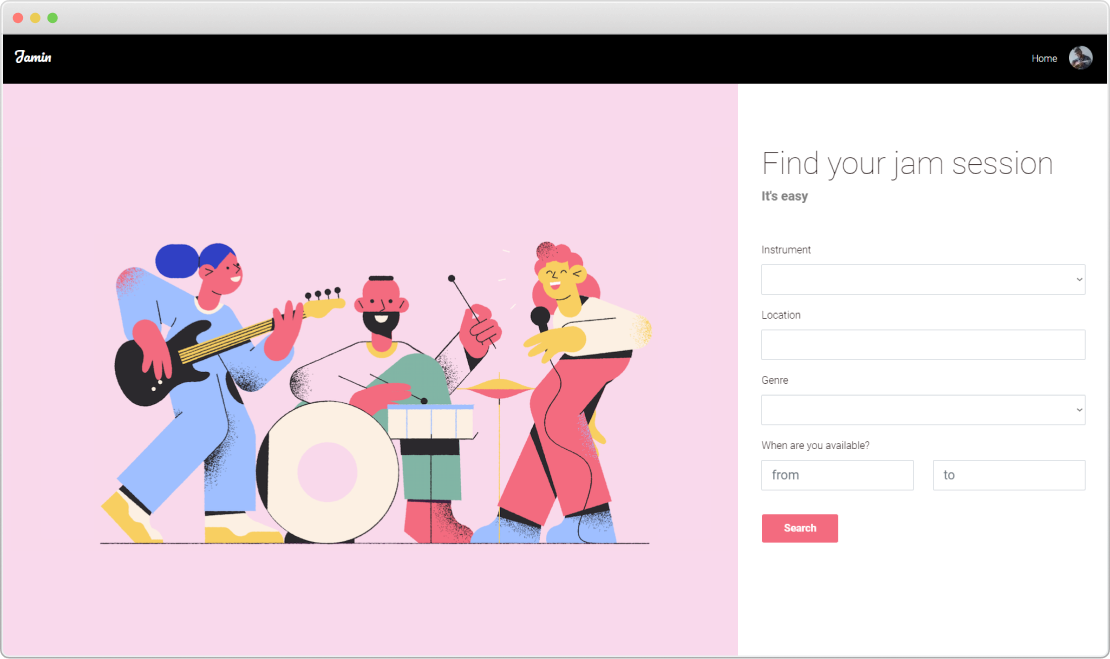 Jamin
Home
Find your jam session
It's easy
Instrument
Location
Genre
When are you available?
from to
Search